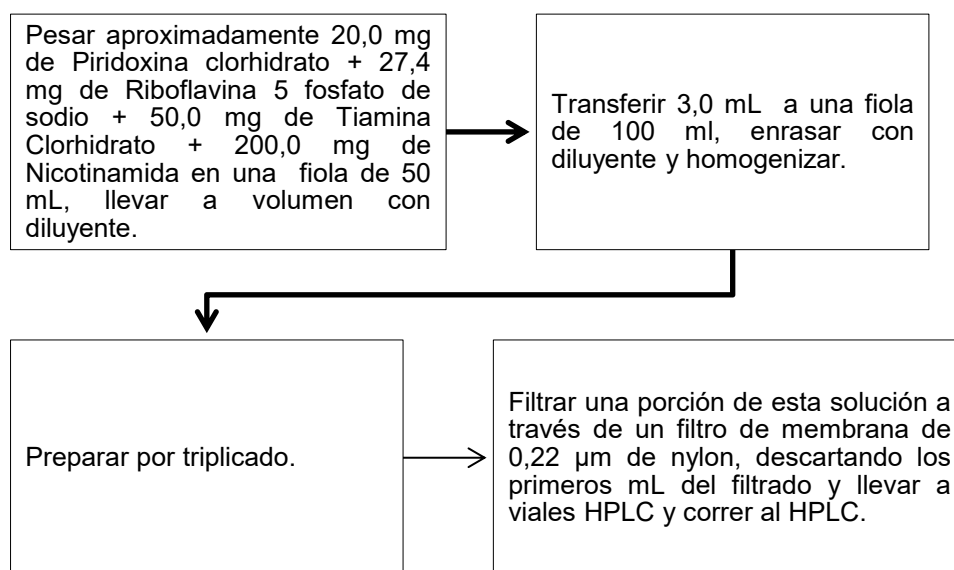 Pesar aproximadamente 20,0 mg
de Piridoxina clorhidrato + 27,4
mg de Riboflavina 5 fosfato de
sodio + 50,0 mg de Tiamina
Clorhidrato + 200,0 mg de
Nicotinamida en una fiola de 50
mL, llevar a volumen con
diluyente.
Transferir 3,0 mL a una fiola
de 100 ml, enrasar con
diluyente y homogenizar.
Preparar por triplicado.
Filtrar una porción de esta solución a
través de un filtro de membrana de
0,22 µm de nylon, descartando los
primeros mL del filtrado y llevar a
viales HPLC y correr al HPLC.